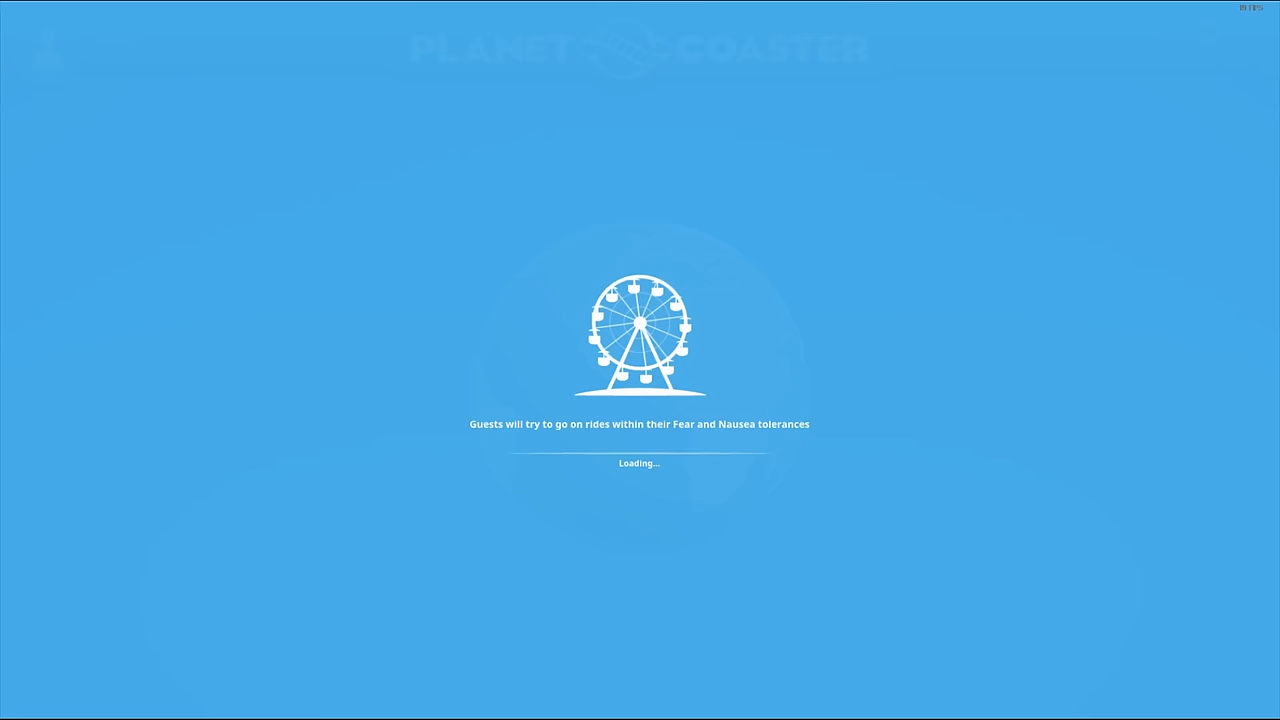 PLANET COASTER
Guests will try to go on rides within their Fear and Nausea tolerances
Loading...